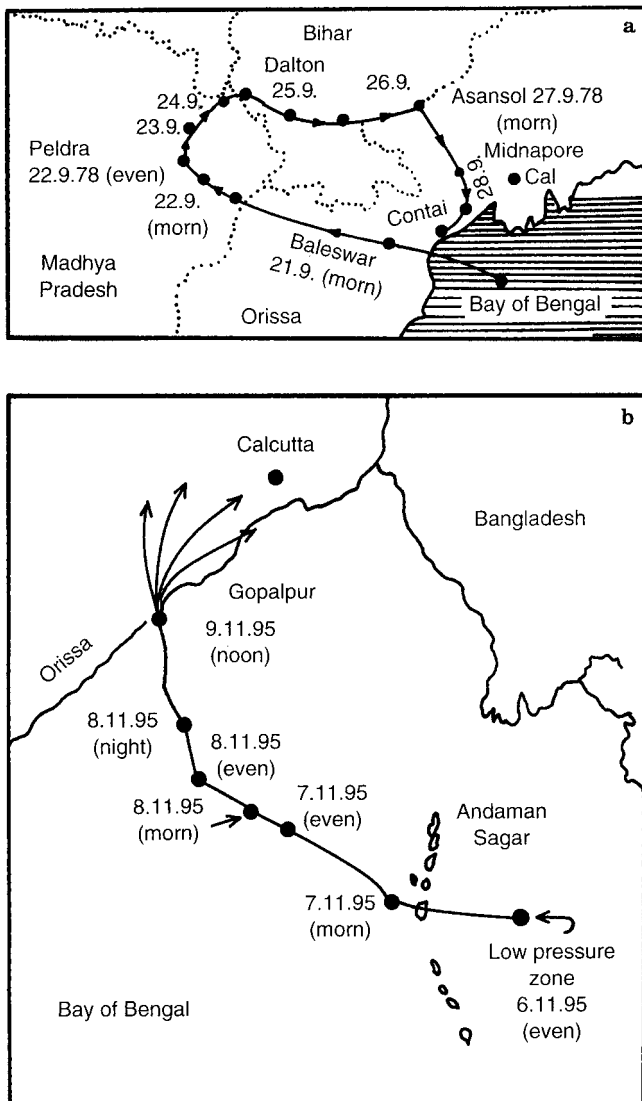 a
Bihar
Dalton
24.9.
25.9.
26.9.
Asansol 27.9.78
(morn)
23.9.
Peldra
22.9.78 (even)
22.9.
(morn)
Midnapore
28.9.
Cal
Contai
Baleswar
21.9. (morn)
Madhya
Pradesh
Orissa
Bay of Bengal
b
Calcutta
Bangladesh
Gopalpur
9.11.95
(noon)
Orissa
8.11.95
(night)
8.11.95
(even)
8.11.95
(morn)
7.11.95
(even)
Andaman
Sagar
7.11.95
(morn)
Low pressure
zone
6.11.95
(even)
Bay of Bengal